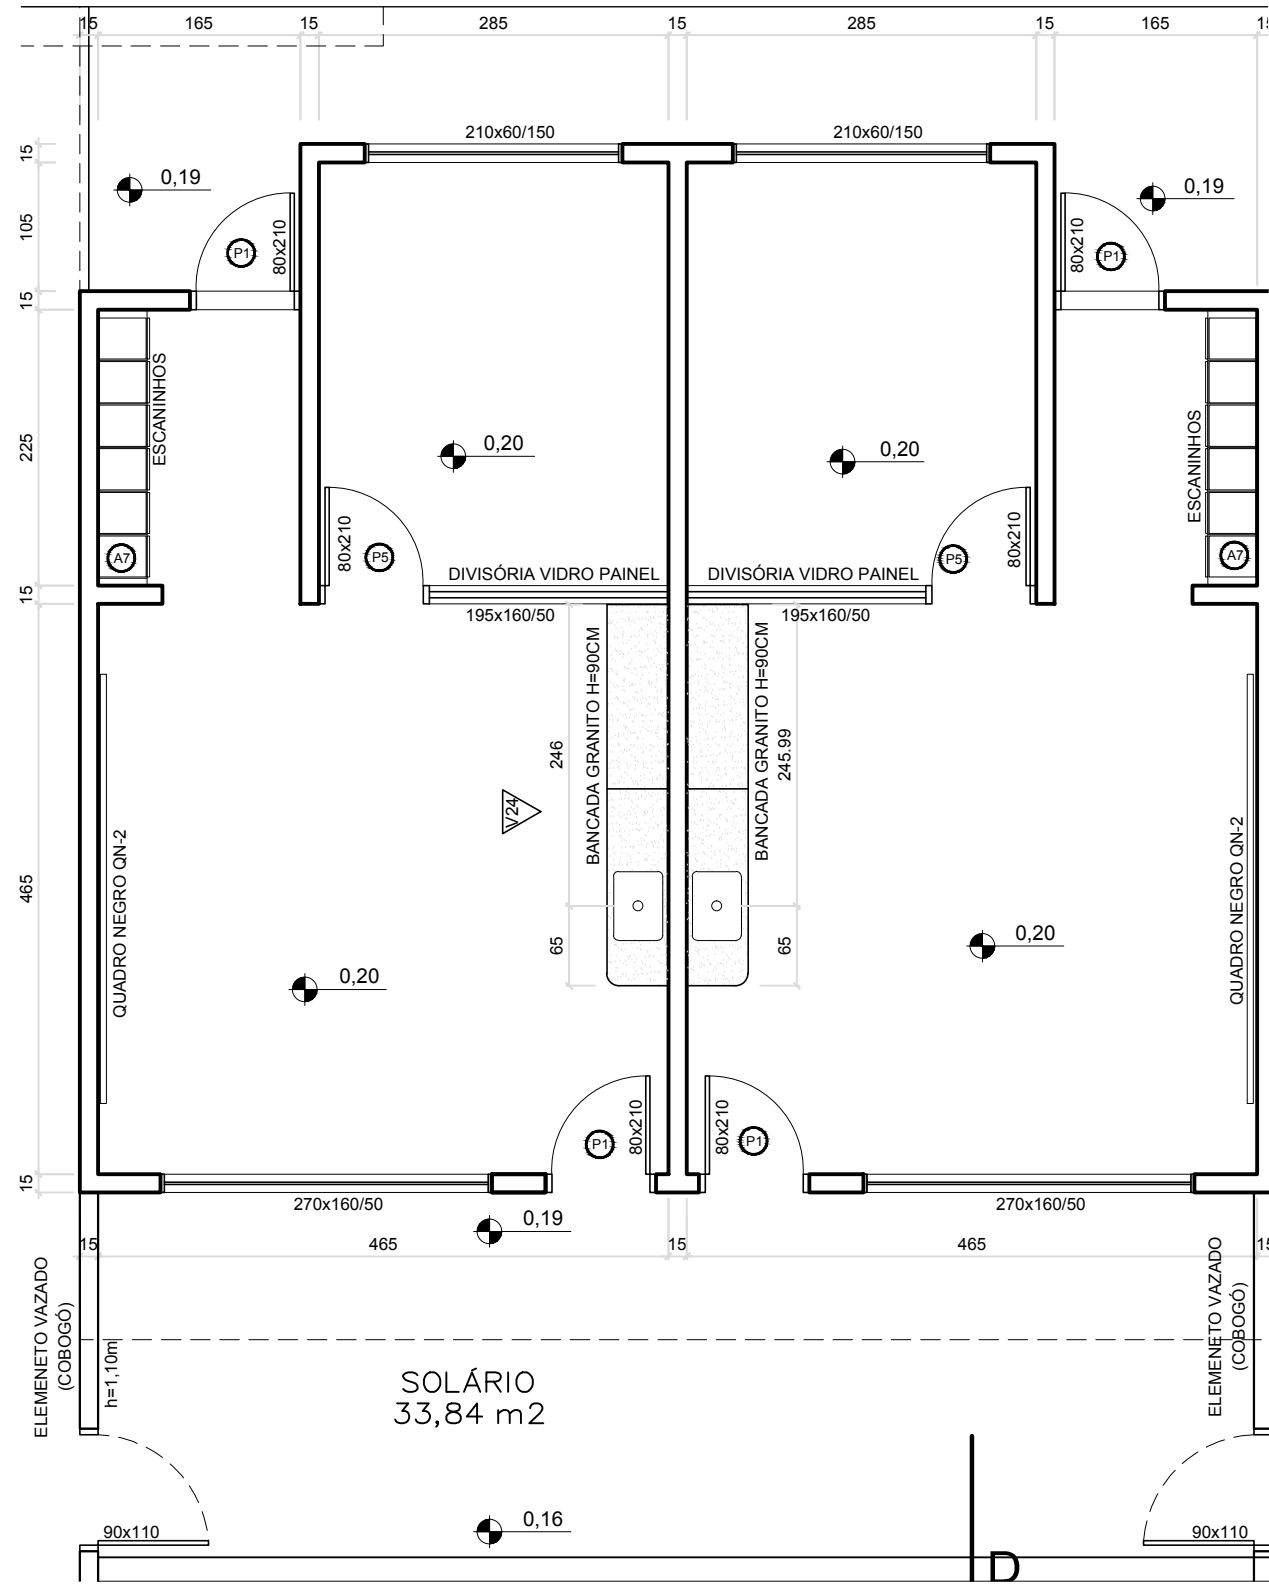 15 165 15 285 15 285 15 165 15
210x60/150 210x60/150
15
0,19 0,19
105
80x210 P1 P1 80x210
15
ESCANINHOS ESCANINHOS
225
0,20 0,20
A7 80x210 P5 P5 80x210 A7
DIVISÓRIA VIDRO PAINEL DIVISÓRIA VIDRO PAINEL
15
195x160/50 195x160/50
BANCADA GRANITO H=90CM BANCADA GRANITO H=90CM
246 245.99
V24
QUADRO NEGRO QN-2 QUADRO NEGRO QN-2
465
65 65
0,20 0,20
P1 80x210 80x210 P1
15
270x160/50 270x160/50
0,19
15 465 15 465 15
ELEMENETO VAZADO
(COBOGÓ)
h=1,10m
ELEMENETO VAZADO
(COBOGÓ)
SOLÁRIO
33,84 m2
90x110 0,16 90x110
D